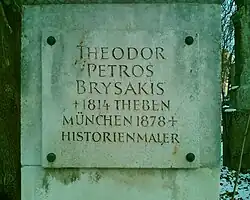 THEODOR
PETROS
BRYSAKIS
+1814 THEBEN
MÜNCHEN 1878+
HISTORIENMALER